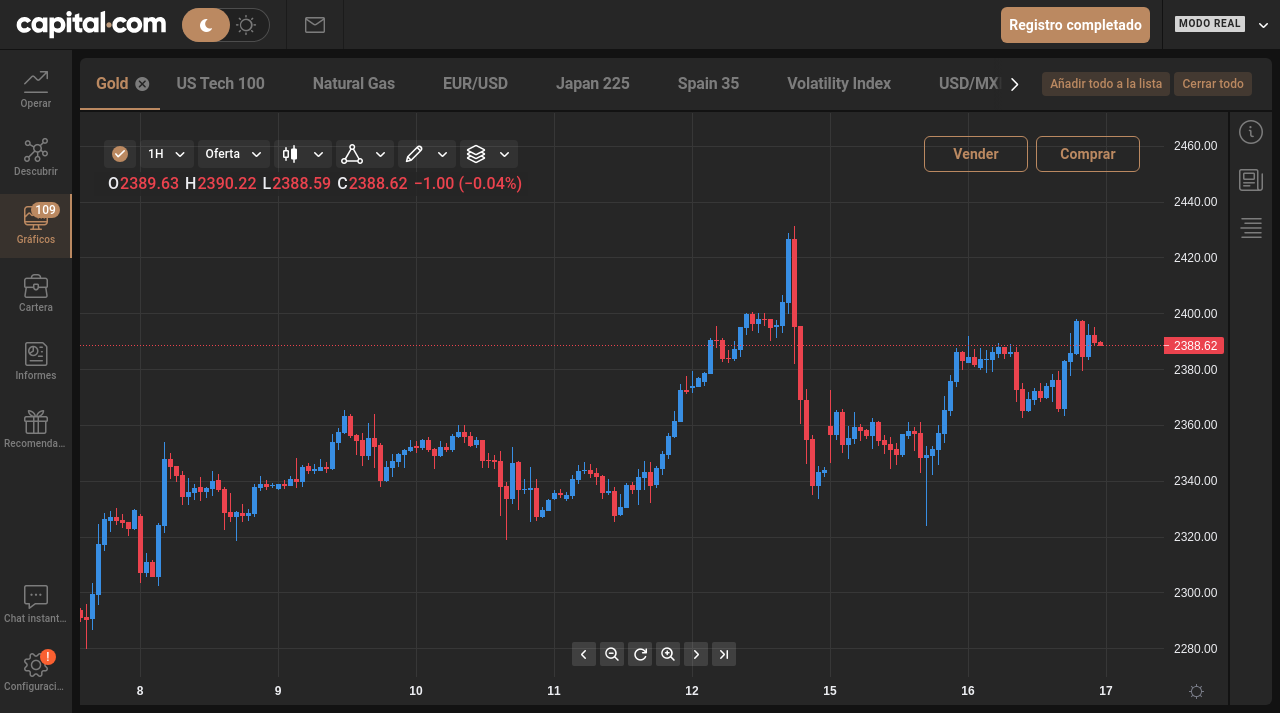 capital.com
Registro completado
MODO REAL
Operar
Descubrir
109
Gráficos
Cartera
Informes
Recomenda...
Chat instant...
!
Configuraci...
Gold US Tech 100 Natural Gas EUR/USD Japan 225 Spain 35 Volatility Index USD/MX
Añadir todo a la lista Cerrar todo
1H Oferta
Vender Comprar
O2389.63 H2390.22 L2388.59 C2388.62 −1.00 (−0.04%)
2460.00
2440.00
2420.00
2400.00
2388.62
2380.00
2360.00
2340.00
2320.00
2300.00
2280.00
8 9 10 11 12 15 16 17